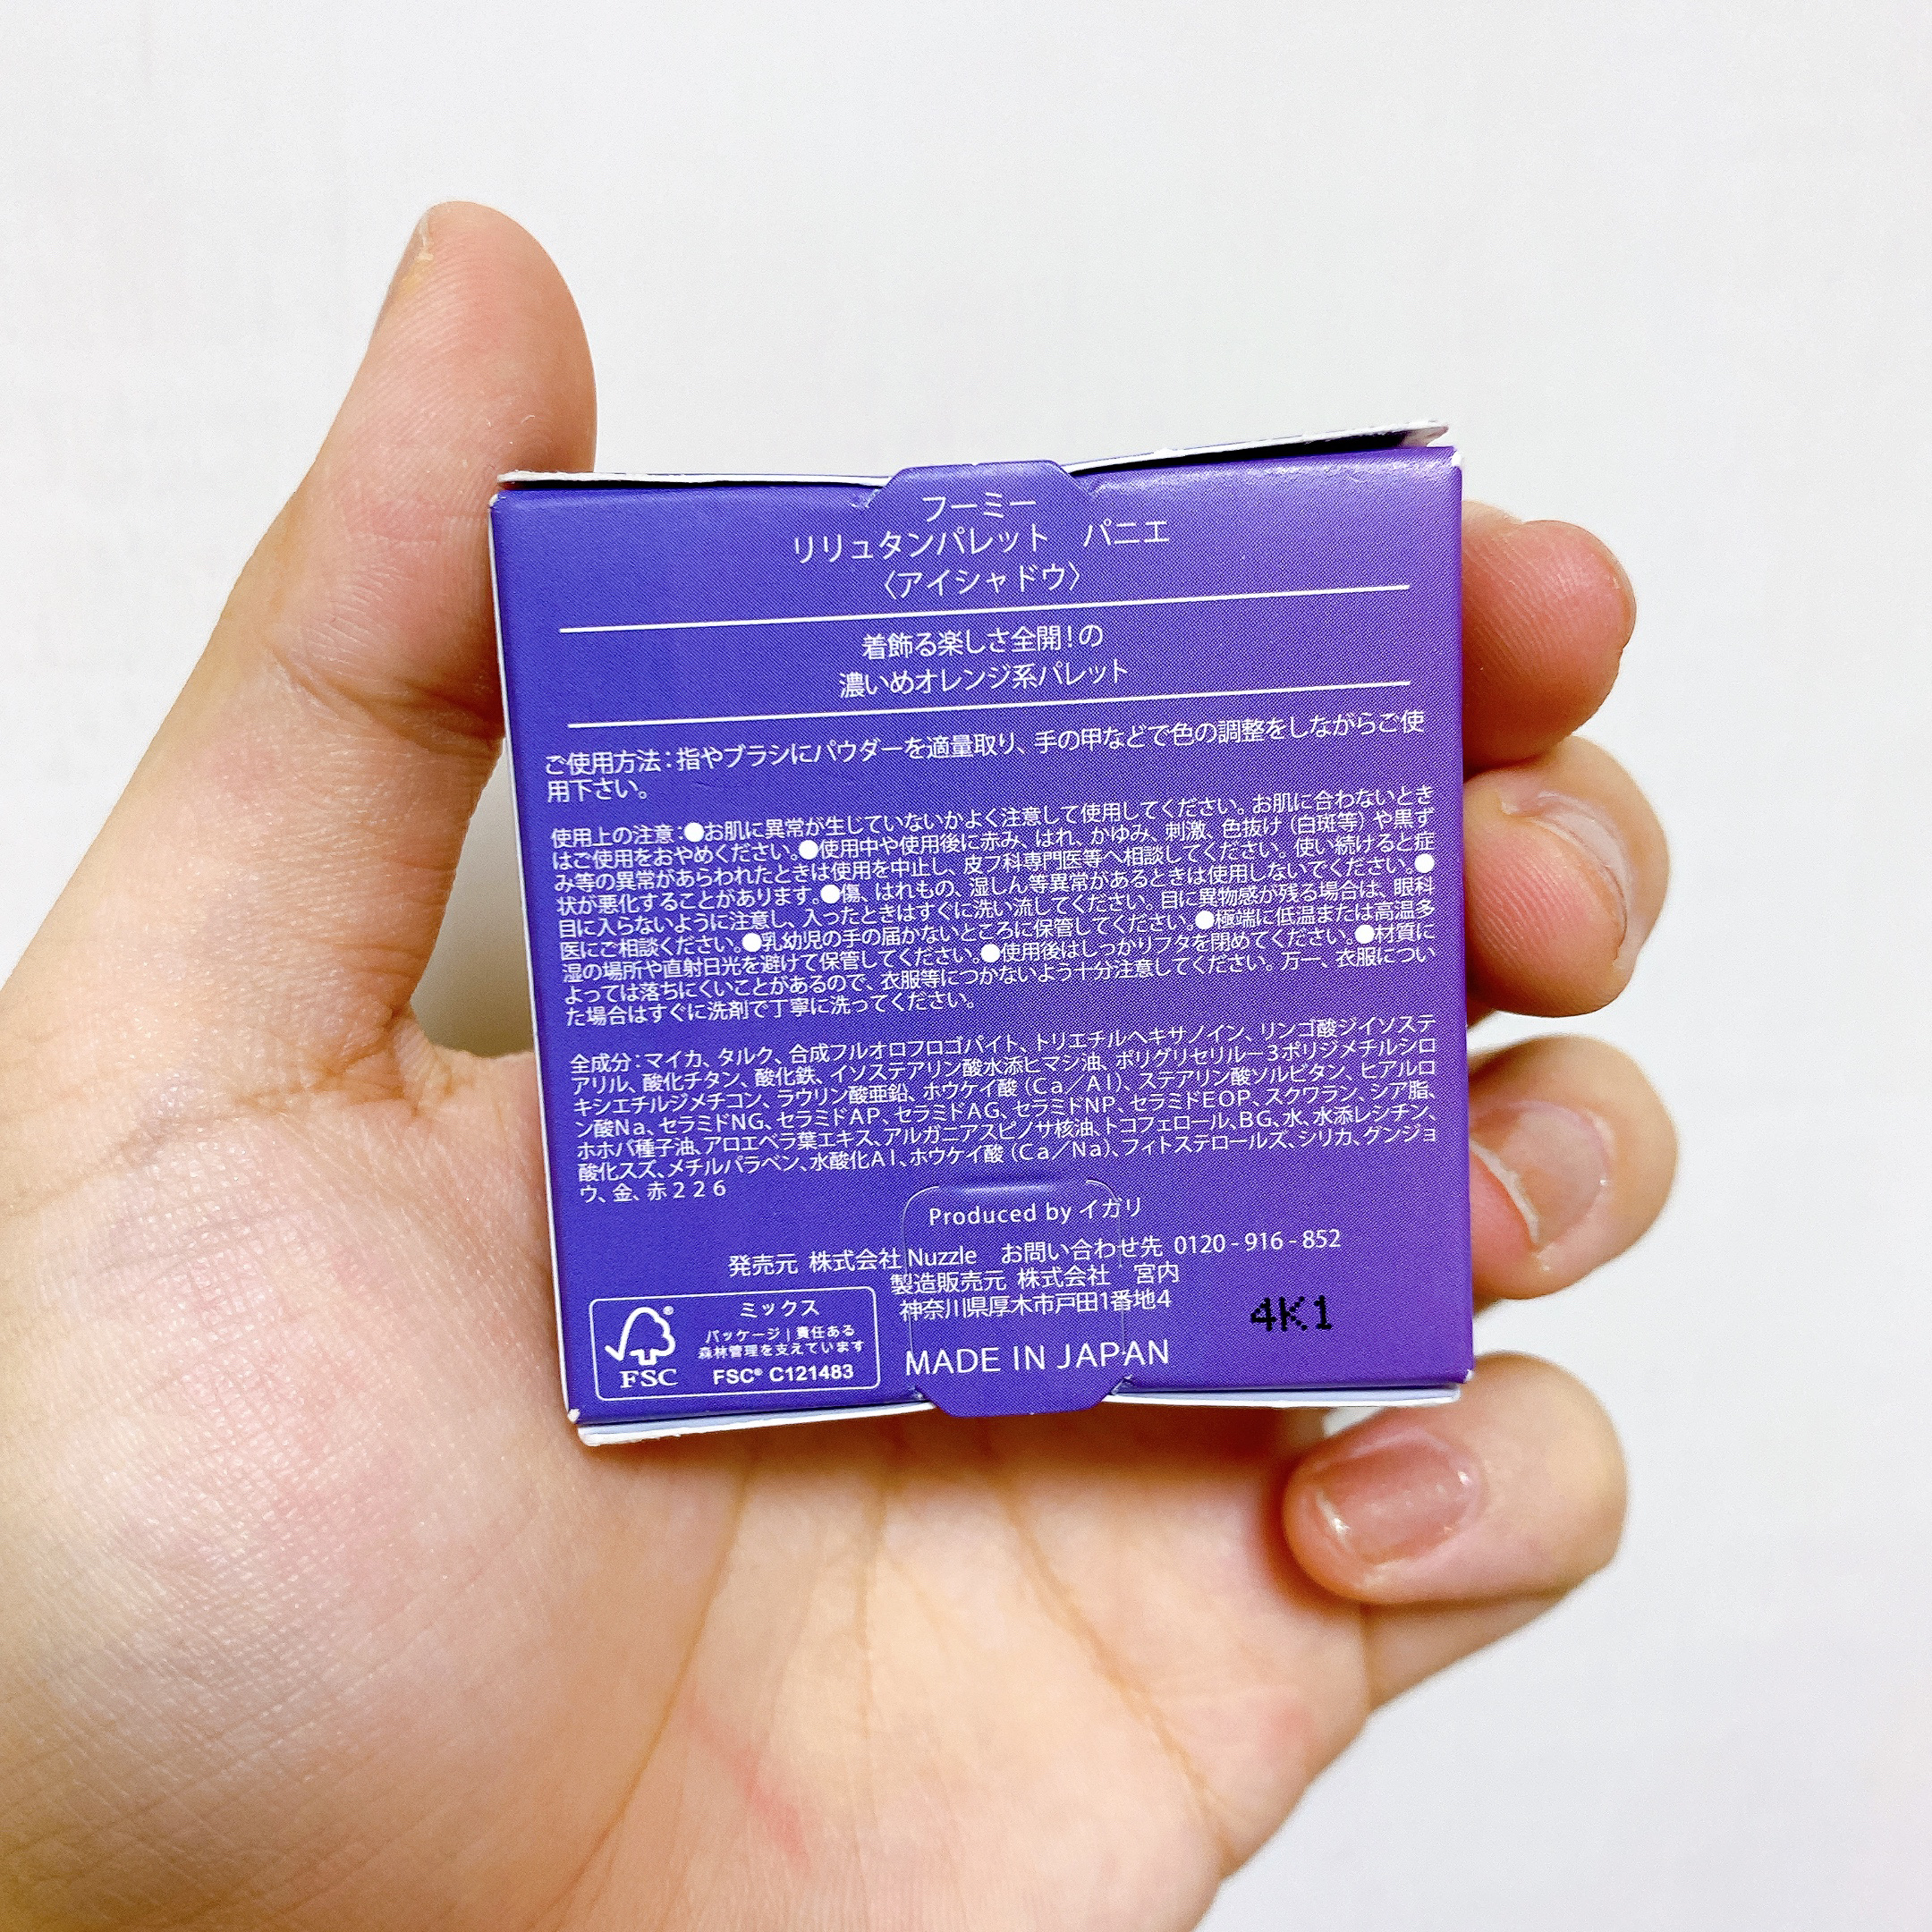 フーミー
リリュタンパレット　パニエ
〈アイシャドウ〉
着飾る楽しさ全開！の
濃いめオレンジ系パレット
ご使用方法：指やブラシにパウダーを適量取り、手の甲などで色の調整をしながらご使
用下さい。
使用上の注意：●お肌に異常が生じていないかよく注意して使用してください。お肌に合わないとき
はご使用をおやめください。●使用中や使用後に赤み、はれ、かゆみ、刺激、色抜け（白斑等）や黒ず
み等の異常があらわれたときは使用を中止し、皮フ科専門医等へ相談してください。使い続けると症
状が悪化することがあります。●傷、はれもの、湿しん等異常があるときは使用しないでください。●
目に入らないように注意し、入ったときはすぐに洗い流してください。目に異物感が残る場合は、眼科
医にご相談ください。●乳幼児の手の届かないところに保管してください。●極端に低温または高温多
湿の場所や直射日光を避けて保管してください。●使用後はしっかりフタを閉めてください。●材質に
よっては落ちにくいことがあるので、衣服等につかないよう十分注意してください。万一、衣服につい
た場合はすぐに洗剤で丁寧に洗ってください。
全成分：マイカ、タルク、合成フルオロフロゴパイト、トリエチルヘキサノイン、リンゴ酸ジイソステ
アリル、酸化チタン、酸化鉄、イソステアリン酸水添ヒマシ油、ポリグリセリル－3ポリジメチルシロ
キシエチルジメチコン、ラウリン酸亜鉛、ホウケイ酸（Ca／Al）、ステアリン酸ソルビタン、ヒアルロ
ン酸Na、セラミドNG、セラミドAP、セラミドAG、セラミドNP、セラミドEOP、スクワラン、シア脂、
ホホバ種子油、アロエベラ葉エキス、アルガニアスピノサ核油、トコフェロール、BG、水、水添レシチン、
酸化スズ、メチルパラベン、水酸化Al、ホウケイ酸（Ca／Na）、フィトステロールズ、シリカ、グンジョ
ウ、金、赤２２６
Produced by イガリ
発売元 株式会社 Nuzzle　お問い合わせ先 0120 - 916 - 852
製造販売元 株式会社　宮内
神奈川県厚木市戸田1番地4
4K1
MADE IN JAPAN
ミックス
パッケージ｜責任ある
森林管理を支えています
FSC® C121483
®
FSC